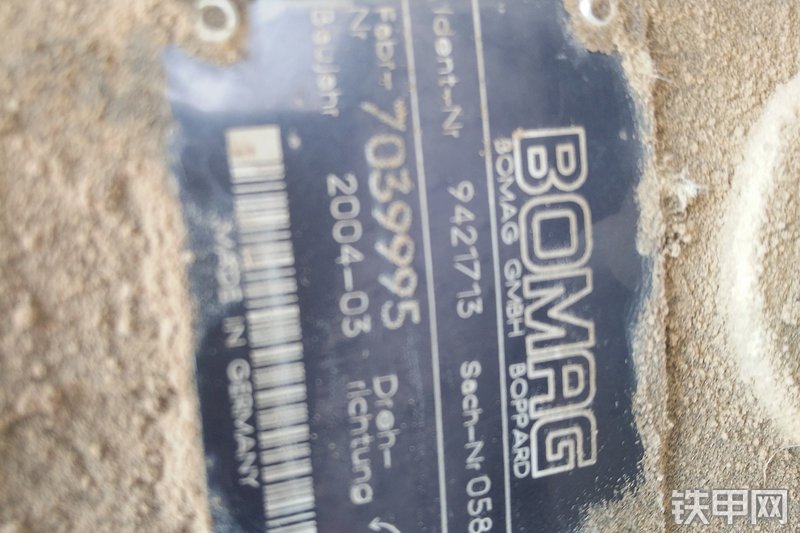 BOMAG
BOMAG GMBH BOPPARD
Ident-Nr 9421713 Sach-Nr 058
Fabr- 7039995
Nr
Baujahr 2004-03 Dreh-
richtung
MADE IN GERMANY
铁甲网